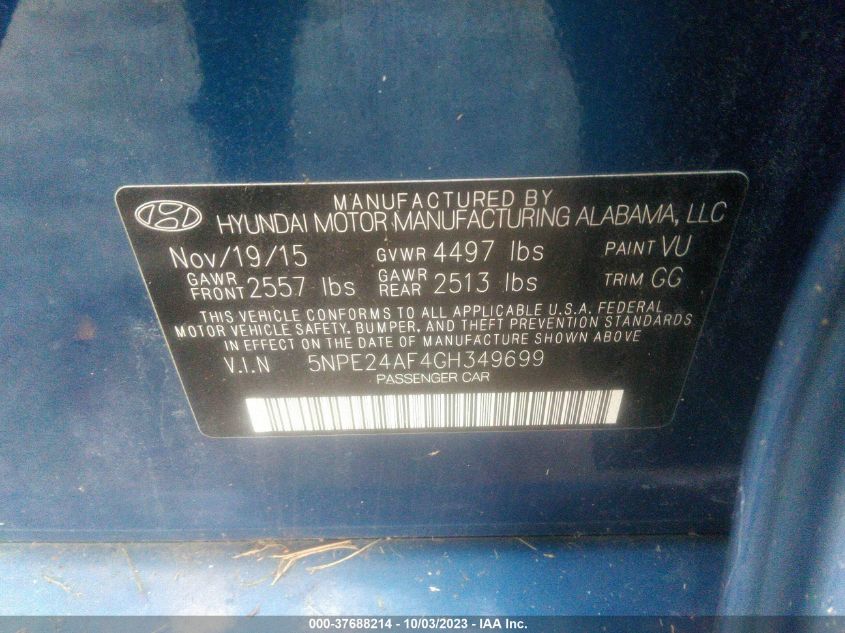 MANUFACTURED BY
HYUNDAI MOTOR MANUFACTURING ALABAMA, LLC
Nov/19/15 GVWR 4497 lbs PAINT VU
GAWR FRONT 2557 lbs GAWR REAR 2513 lbs TRIM GG
THIS VEHICLE CONFORMS TO ALL APPLICABLE U.S.A. FEDERAL
MOTOR VEHICLE SAFETY, BUMPER, AND THEFT PREVENTION STANDARDS
IN EFFECT ON THE DATE OF MANUFACTURE SHOWN ABOVE
V.I.N 5NPE24AF4GH349699
PASSENGER CAR
000-37688214 - 10/03/2023 - IAA Inc.